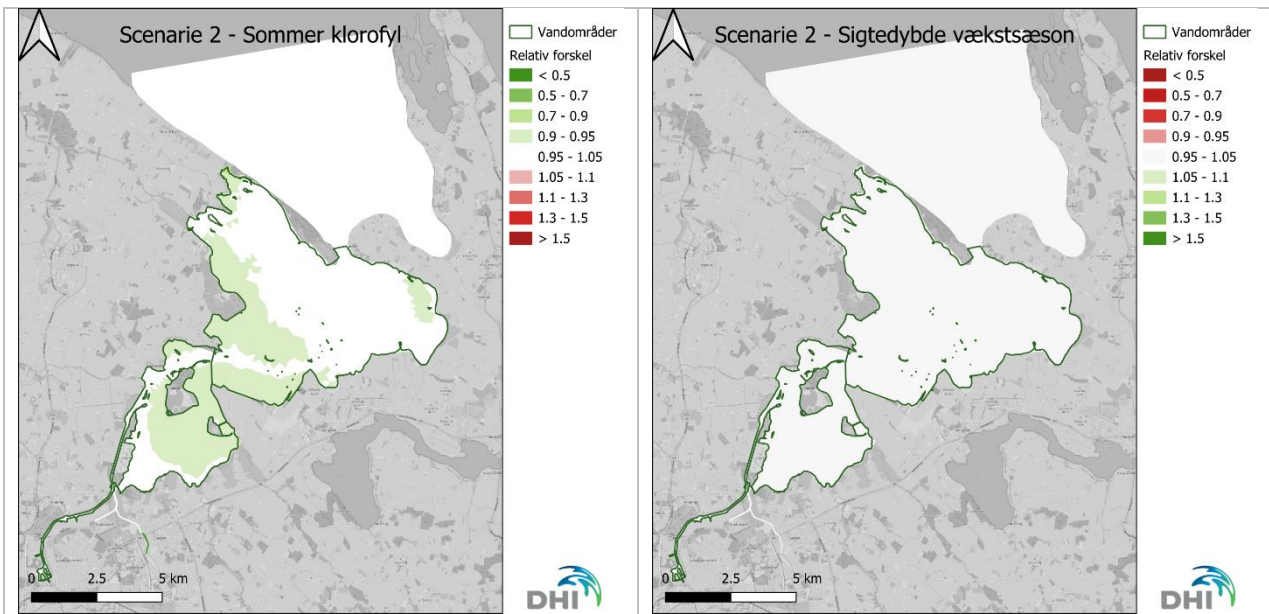 Scenarie 2 - Sommer klorofyl
Vandområder
Relativ forskel
< 0.5
0.5 - 0.7
0.7 - 0.9
0.9 - 0.95
0.95 - 1.05
1.05 - 1.1
1.1 - 1.3
1.3 - 1.5
> 1.5
0 2.5 5 km
DHI
Scenarie 2 - Sigtedybde vækstsæson
Vandområder
Relativ forskel
< 0.5
0.5 - 0.7
0.7 - 0.9
0.9 - 0.95
0.95 - 1.05
1.05 - 1.1
1.1 - 1.3
1.3 - 1.5
> 1.5
0 2.5 5 km
DHI